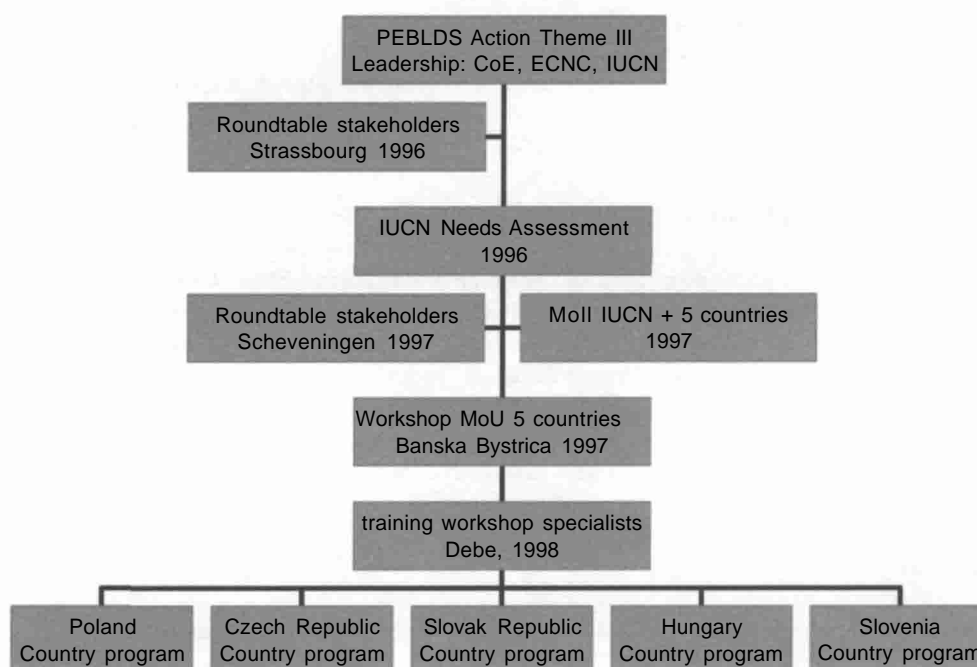 PEBLDS Action Theme III
Leadership: CoE, ECNC, IUCN
Roundtable stakeholders
Strassbourg 1996
IUCN Needs Assessment
1996
Roundtable stakeholders
Scheveningen 1997
MoII IUCN + 5 countries
1997
Workshop MoU 5 countries
Banska Bystrica 1997
training workshop specialists
Debe, 1998
Poland
Country program
Czech Republic
Country program
Slovak Republic
Country program
Hungary
Country program
Slovenia
Country program